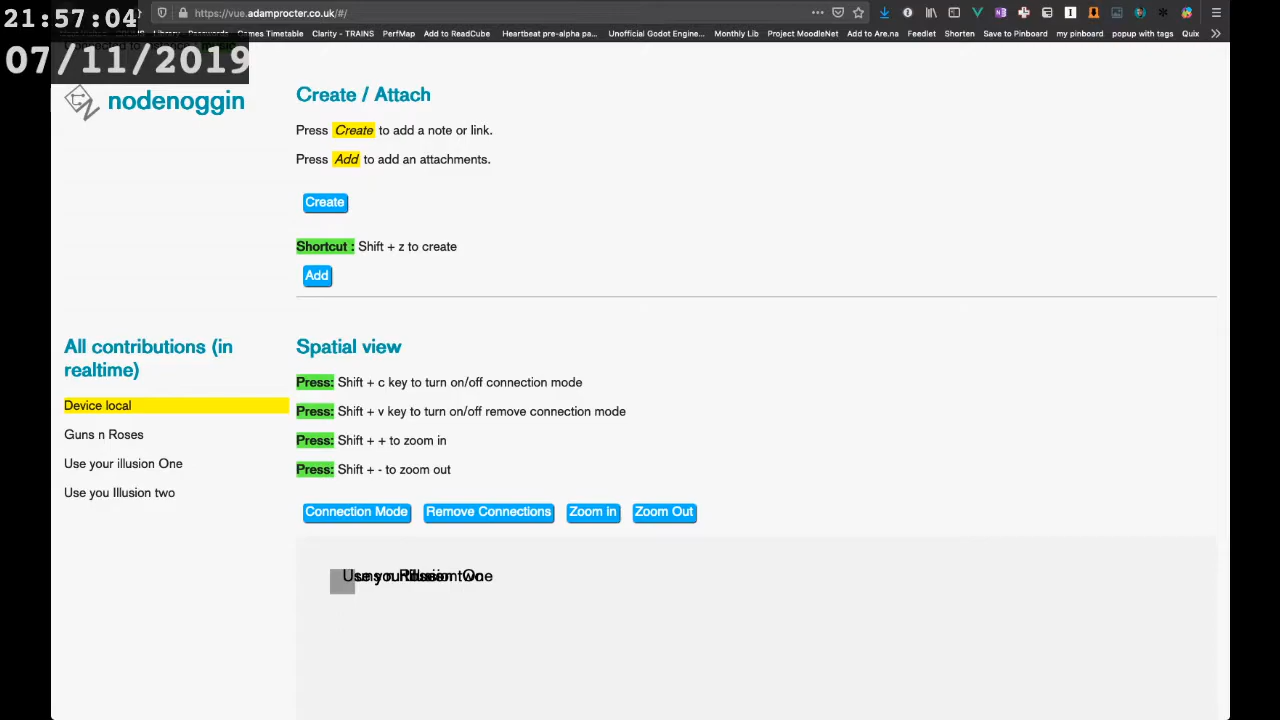 21:57:04
https://vue.adamprocter.co.uk/#/
Library Passwords Games Timetable Clarity - TRAINS PerfMap Add to ReadCube Heartbeat pre-alpha pa... Unofficial Godot Engine... Monthly Lib Project MoodleNet Add to Are.na Feedlet Shorten Save to Pinboard my pinboard popup with tags Quix
07/11/2019
nodenoggin
Create / Attach
Press Create to add a note or link.
Press Add to add an attachments.
Create
Shortcut : Shift + z to create
Add
All contributions (in
realtime)
Device local
Guns n Roses
Use your illusion One
Use you Illusion two
Spatial view
Press: Shift + c key to turn on/off connection mode
Press: Shift + v key to turn on/off remove connection mode
Press: Shift + + to zoom in
Press: Shift + - to zoom out
Connection Mode Remove Connections Zoom in Zoom Out